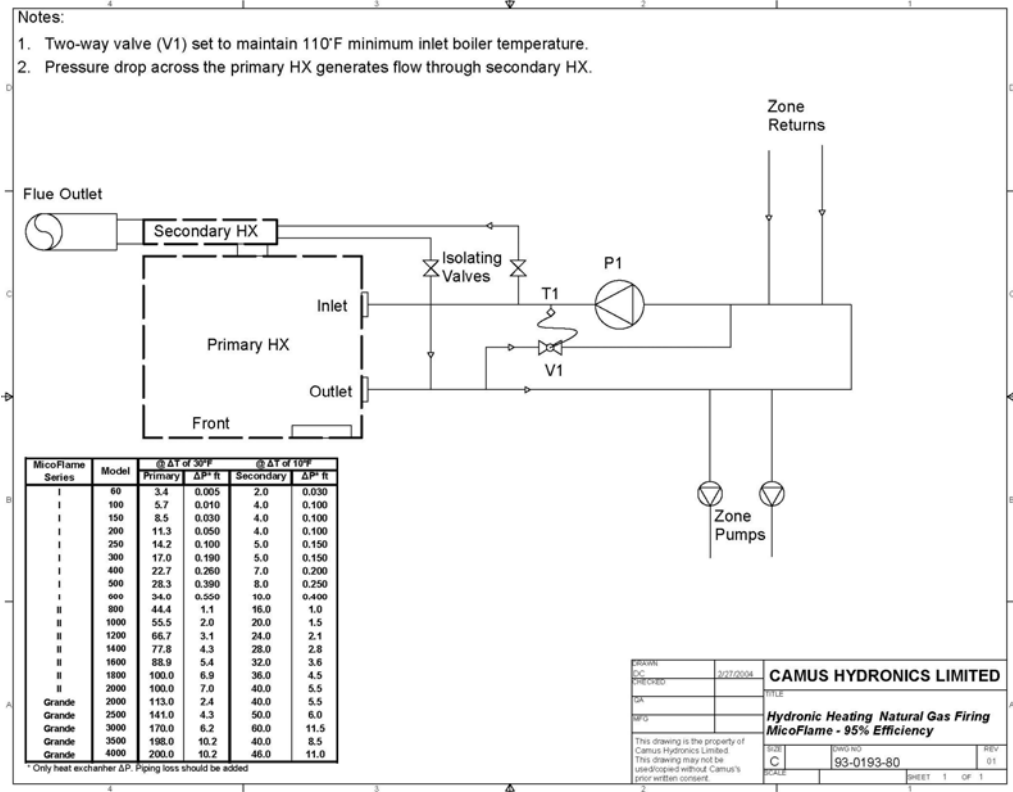 4
3
2
1
Notes:
1. Two-way valve (V1) set to maintain 110°F minimum inlet boiler temperature.
2. Pressure drop across the primary HX generates flow through secondary HX.
D
D
Zone
Returns
Flue Outlet
Secondary HX
Isolating
Valves
P1
C
C
Inlet
T1
Primary HX
V1
Outlet
Front
MicoFlame Series Model @ ΔT of 30°F @ ΔT of 10°F
Primary ΔP* ft Secondary ΔP* ft
I 60 3.4 0.005 2.0 0.030
I 100 5.7 0.010 4.0 0.100
I 150 8.5 0.030 4.0 0.100
I 200 11.3 0.050 4.0 0.100
I 250 14.2 0.100 5.0 0.150
I 300 17.0 0.190 5.0 0.150
I 400 22.7 0.260 7.0 0.200
I 500 28.3 0.390 8.0 0.250
I 600 34.0 0.550 10.0 0.400
II 800 44.4 1.1 16.0 1.0
II 1000 55.5 2.0 20.0 1.5
II 1200 66.7 3.1 24.0 2.1
II 1400 77.8 4.3 28.0 2.8
II 1600 88.9 5.4 32.0 3.6
II 1800 100.0 6.9 36.0 4.5
II 2000 100.0 7.0 40.0 5.5
Grande 2000 113.0 2.4 40.0 5.5
Grande 2500 141.0 4.3 50.0 6.0
Grande 3000 170.0 6.2 60.0 11.5
Grande 3500 198.0 10.2 40.0 8.5
Grande 4000 200.0 10.2 46.0 11.0
* Only heat exchanher ΔP. Piping loss should be added
B
B
Zone
Pumps
A
A
DRAWN
DC 2/27/2004
CHECKED
QA
MFG
This drawing is the property of
Camus Hydronics Limited.
This drawing may not be
used/copied without Camus's
prior written consent.
CAMUS HYDRONICS LIMITED
TITLE
Hydronic Heating Natural Gas Firing
MicoFlame - 95% Efficiency
SIZE DWG NO REV
C 93-0193-80 01
SCALE SHEET 1 OF 1
4
3
2
1